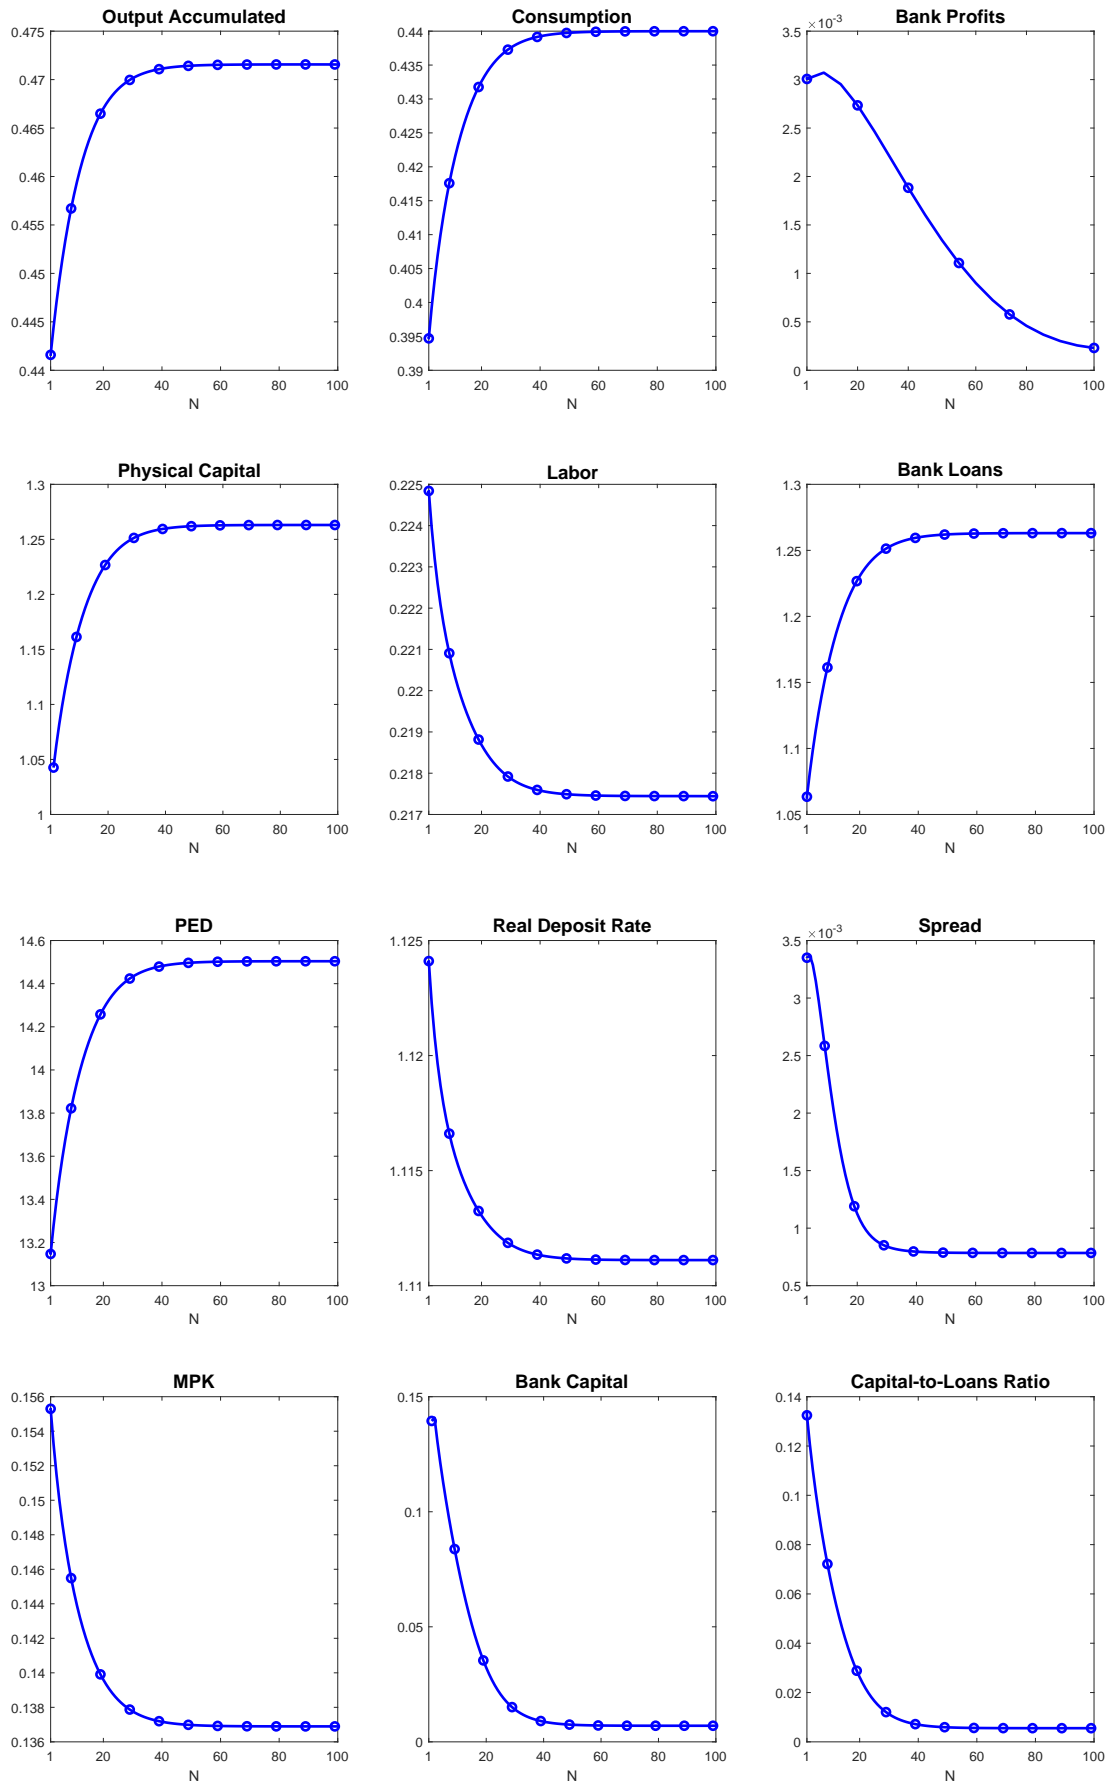 Output Accumulated
0.475
0.47
0.465
0.46
0.455
0.45
0.445
0.44
1 20 40 60 80 100
N
Consumption
0.44
0.435
0.43
0.425
0.42
0.415
0.41
0.405
0.4
0.395
0.39
1 20 40 60 80 100
N
Bank Profits
×10⁻³
3.5
3
2.5
2
1.5
1
0.5
0
1 20 40 60 80 100
N
Physical Capital
1.3
1.25
1.2
1.15
1.1
1.05
1
1 20 40 60 80 100
N
Labor
0.225
0.224
0.223
0.222
0.221
0.22
0.219
0.218
0.217
1 20 40 60 80 100
N
Bank Loans
1.3
1.25
1.2
1.15
1.1
1.05
1 20 40 60 80 100
N
PED
14.6
14.4
14.2
14
13.8
13.6
13.4
13.2
13
1 20 40 60 80 100
N
Real Deposit Rate
1.125
1.12
1.115
1.11
1 20 40 60 80 100
N
Spread
×10⁻³
3.5
3
2.5
2
1.5
1
0.5
1 20 40 60 80 100
N
MPK
0.156
0.154
0.152
0.15
0.148
0.146
0.144
0.142
0.14
0.138
0.136
1 20 40 60 80 100
N
Bank Capital
0.15
0.1
0.05
0
1 20 40 60 80 100
N
Capital-to-Loans Ratio
0.14
0.12
0.1
0.08
0.06
0.04
0.02
0
1 20 40 60 80 100
N